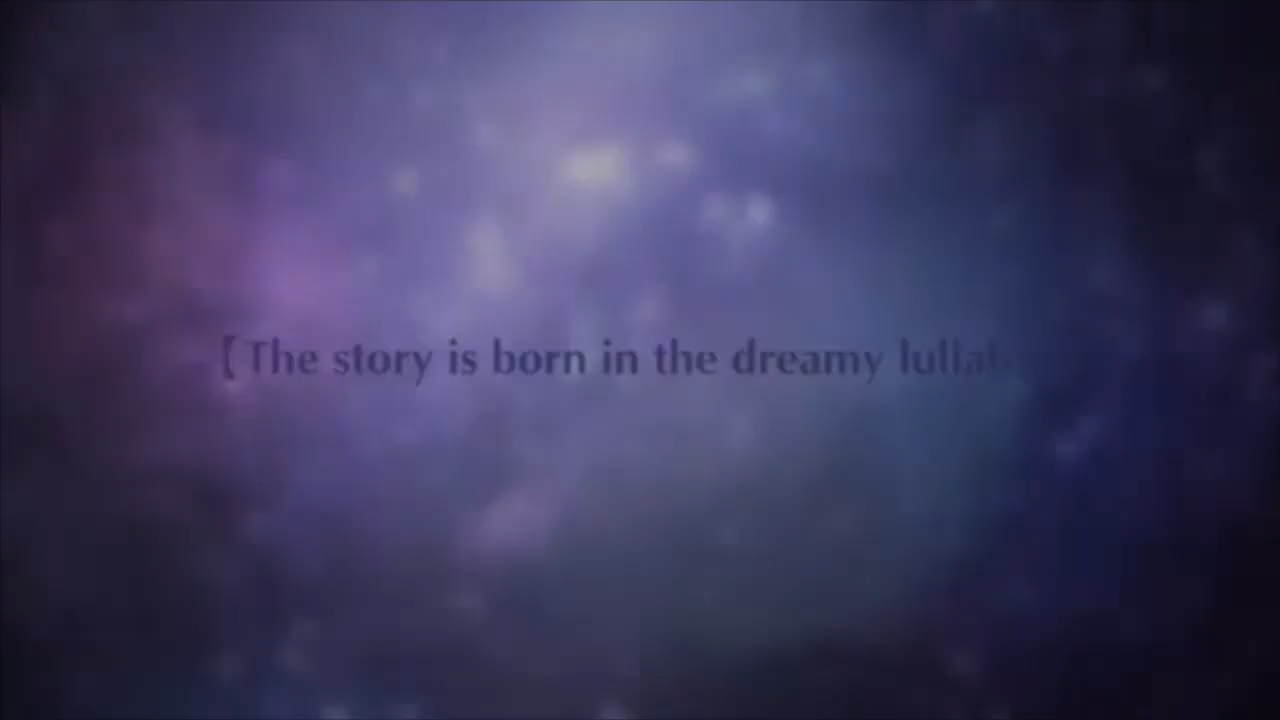 【The story is born in the dreamy